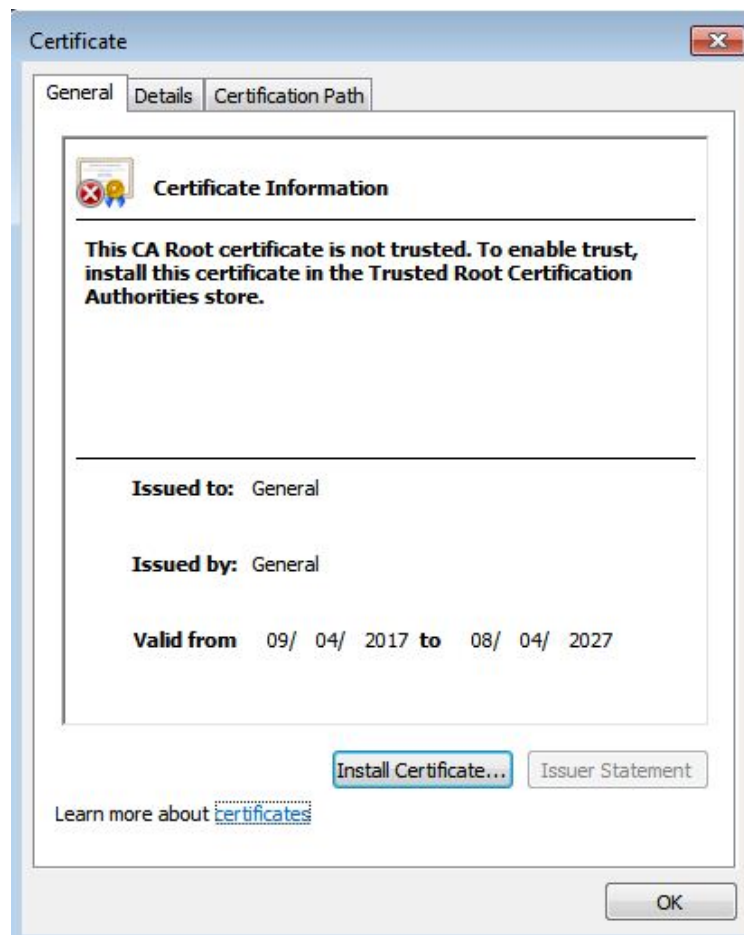 Certificate
General Details Certification Path
Certificate Information
This CA Root certificate is not trusted. To enable trust,
install this certificate in the Trusted Root Certification
Authorities store.
Issued to: General
Issued by: General
Valid from 09/ 04/ 2017 to 08/ 04/ 2027
Install Certificate... Issuer Statement
Learn more about certificates
OK